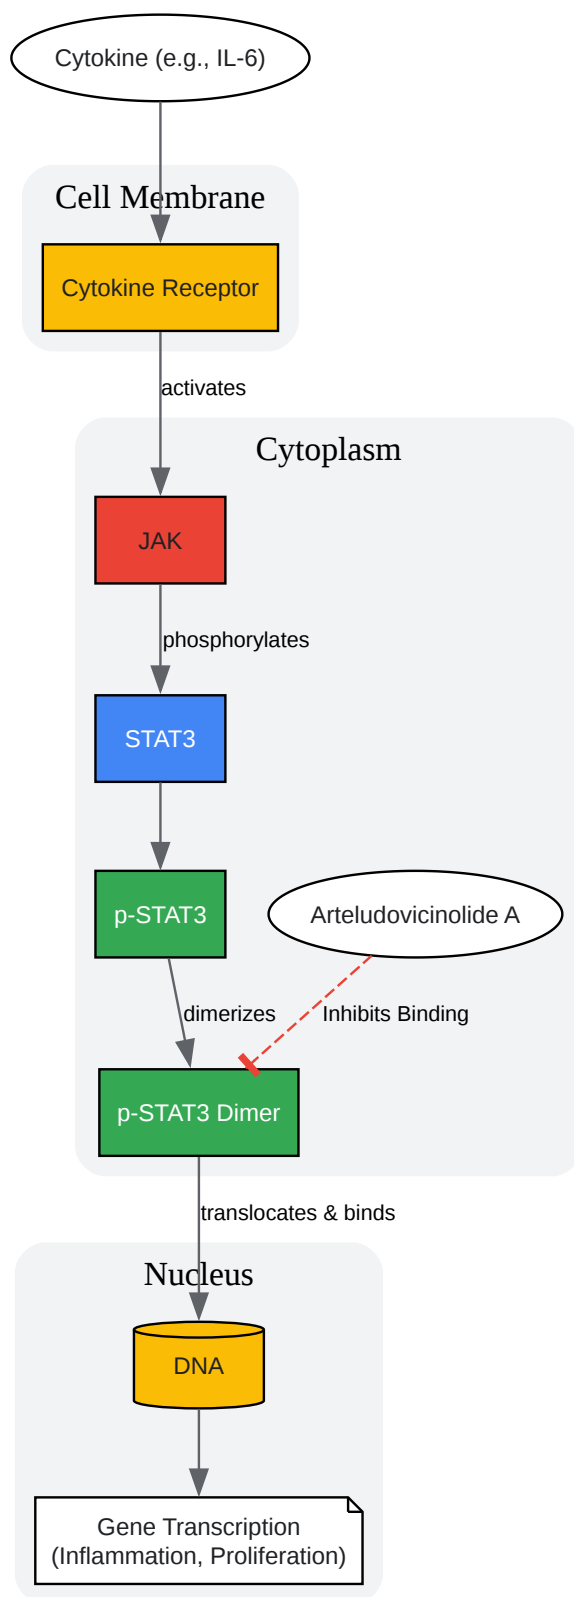 Cytokine (e.g., IL-6)
Cell Membrane
Cytokine Receptor
activates
Cytoplasm
JAK
phosphorylates
STAT3
p-STAT3
Arteludovicinolide A
dimerizes
Inhibits Binding
p-STAT3 Dimer
translocates & binds
Nucleus
DNA
Gene Transcription
(Inflammation, Proliferation)